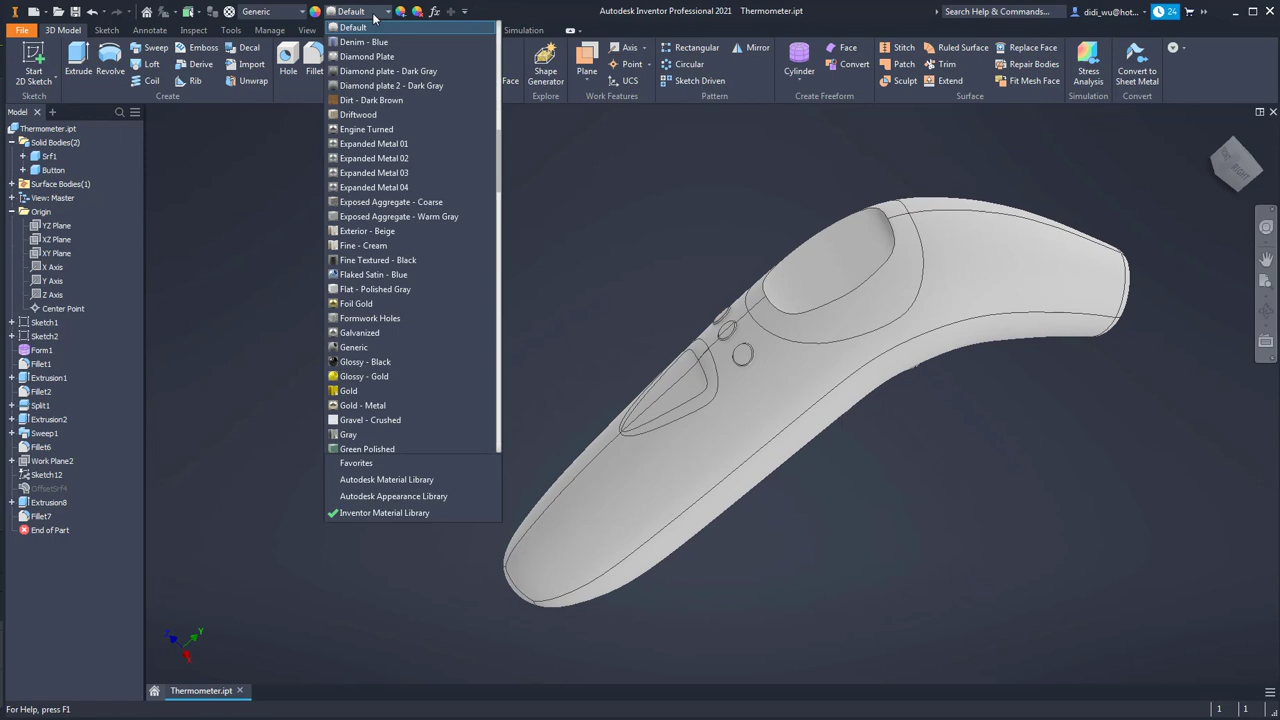 Generic
Default
Autodesk Inventor Professional 2021 Thermometer.ipt
Search Help & Commands...
didi_wu@hot...
24
File
3D Model
Sketch
Annotate
Inspect
Tools
Manage
View
Simulation
Start
2D Sketch
Extrude
Revolve
Sweep
Loft
Coil
Emboss
Derive
Rib
Decal
Import
Unwrap
Hole
Fillet
Face
Shape
Generator
Plane
Axis
Point
UCS
Rectangular
Circular
Sketch Driven
Mirror
Cylinder
Face
Convert
Stitch
Patch
Sculpt
Ruled Surface
Trim
Extend
Replace Face
Repair Bodies
Fit Mesh Face
Stress
Analysis
Convert to
Sheet Metal
Sketch
Create
Explore
Pattern
Create Freeform
Surface
Simulation
Convert
Model
Thermometer.ipt
Solid Bodies(2)
Srf1
Button
Surface Bodies(1)
View: Master
Origin
YZ Plane
XZ Plane
XY Plane
X Axis
Y Axis
Z Axis
Center Point
Sketch1
Sketch2
Form1
Fillet1
Extrusion1
Fillet2
Split1
Extrusion2
Sweep1
Fillet6
Work Plane2
Sketch12
OffsetSrf4
Extrusion8
Fillet7
End of Part
Default
Denim - Blue
Diamond Plate
Diamond plate - Dark Gray
Diamond plate 2 - Dark Gray
Dirt - Dark Brown
Driftwood
Engine Turned
Expanded Metal 01
Expanded Metal 02
Expanded Metal 03
Expanded Metal 04
Exposed Aggregate - Coarse
Exposed Aggregate - Warm Gray
Exterior - Beige
Fine - Cream
Fine Textured - Black
Flaked Satin - Blue
Flat - Polished Gray
Foil Gold
Formwork Holes
Galvanized
Generic
Glossy - Black
Glossy - Gold
Gold
Gold - Metal
Gravel - Crushed
Gray
Green Polished
Favorites
Autodesk Material Library
Autodesk Appearance Library
Inventor Material Library
Z
Y
X
Thermometer.ipt
For Help, press F1
1
1